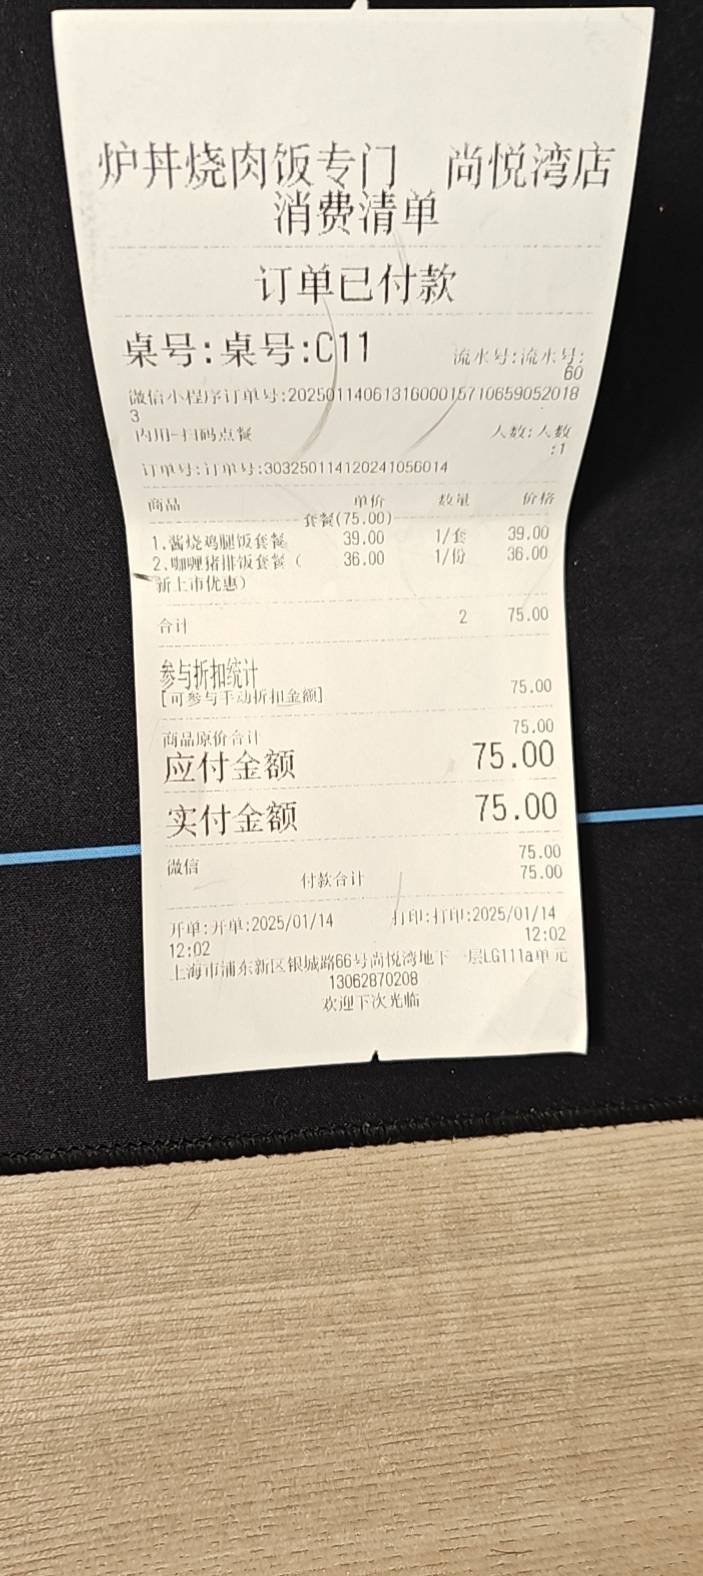 炉丼烧肉饭专门 尚悦湾店
消费清单
订单已付款
桌号:桌号:C11 流水号:流水号:
60
微信小程序订单号:2025011406131600015710659052018
3
内用-扫码点餐 人数:人数
:1
订单号:订单号:303250114120241056014
商品 单价 数量 价格
套餐(75.00)
1.酱烧鸡腿饭套餐 39.00 1/套 39.00
2.咖喱猪排饭套餐( 36.00 1/份 36.00
新上市优惠)
合计 2 75.00
参与折扣统计
[可参与手动折扣金额] 75.00
商品原价合计 75.00
应付金额 75.00
实付金额 75.00
微信 75.00
付款合计 75.00
开单:开单:2025/01/14 打印:打印:2025/01/14
12:02 12:02
上海市浦东新区银城路66号尚悦湾地下一层LG111a单元
13062870208
欢迎下次光临